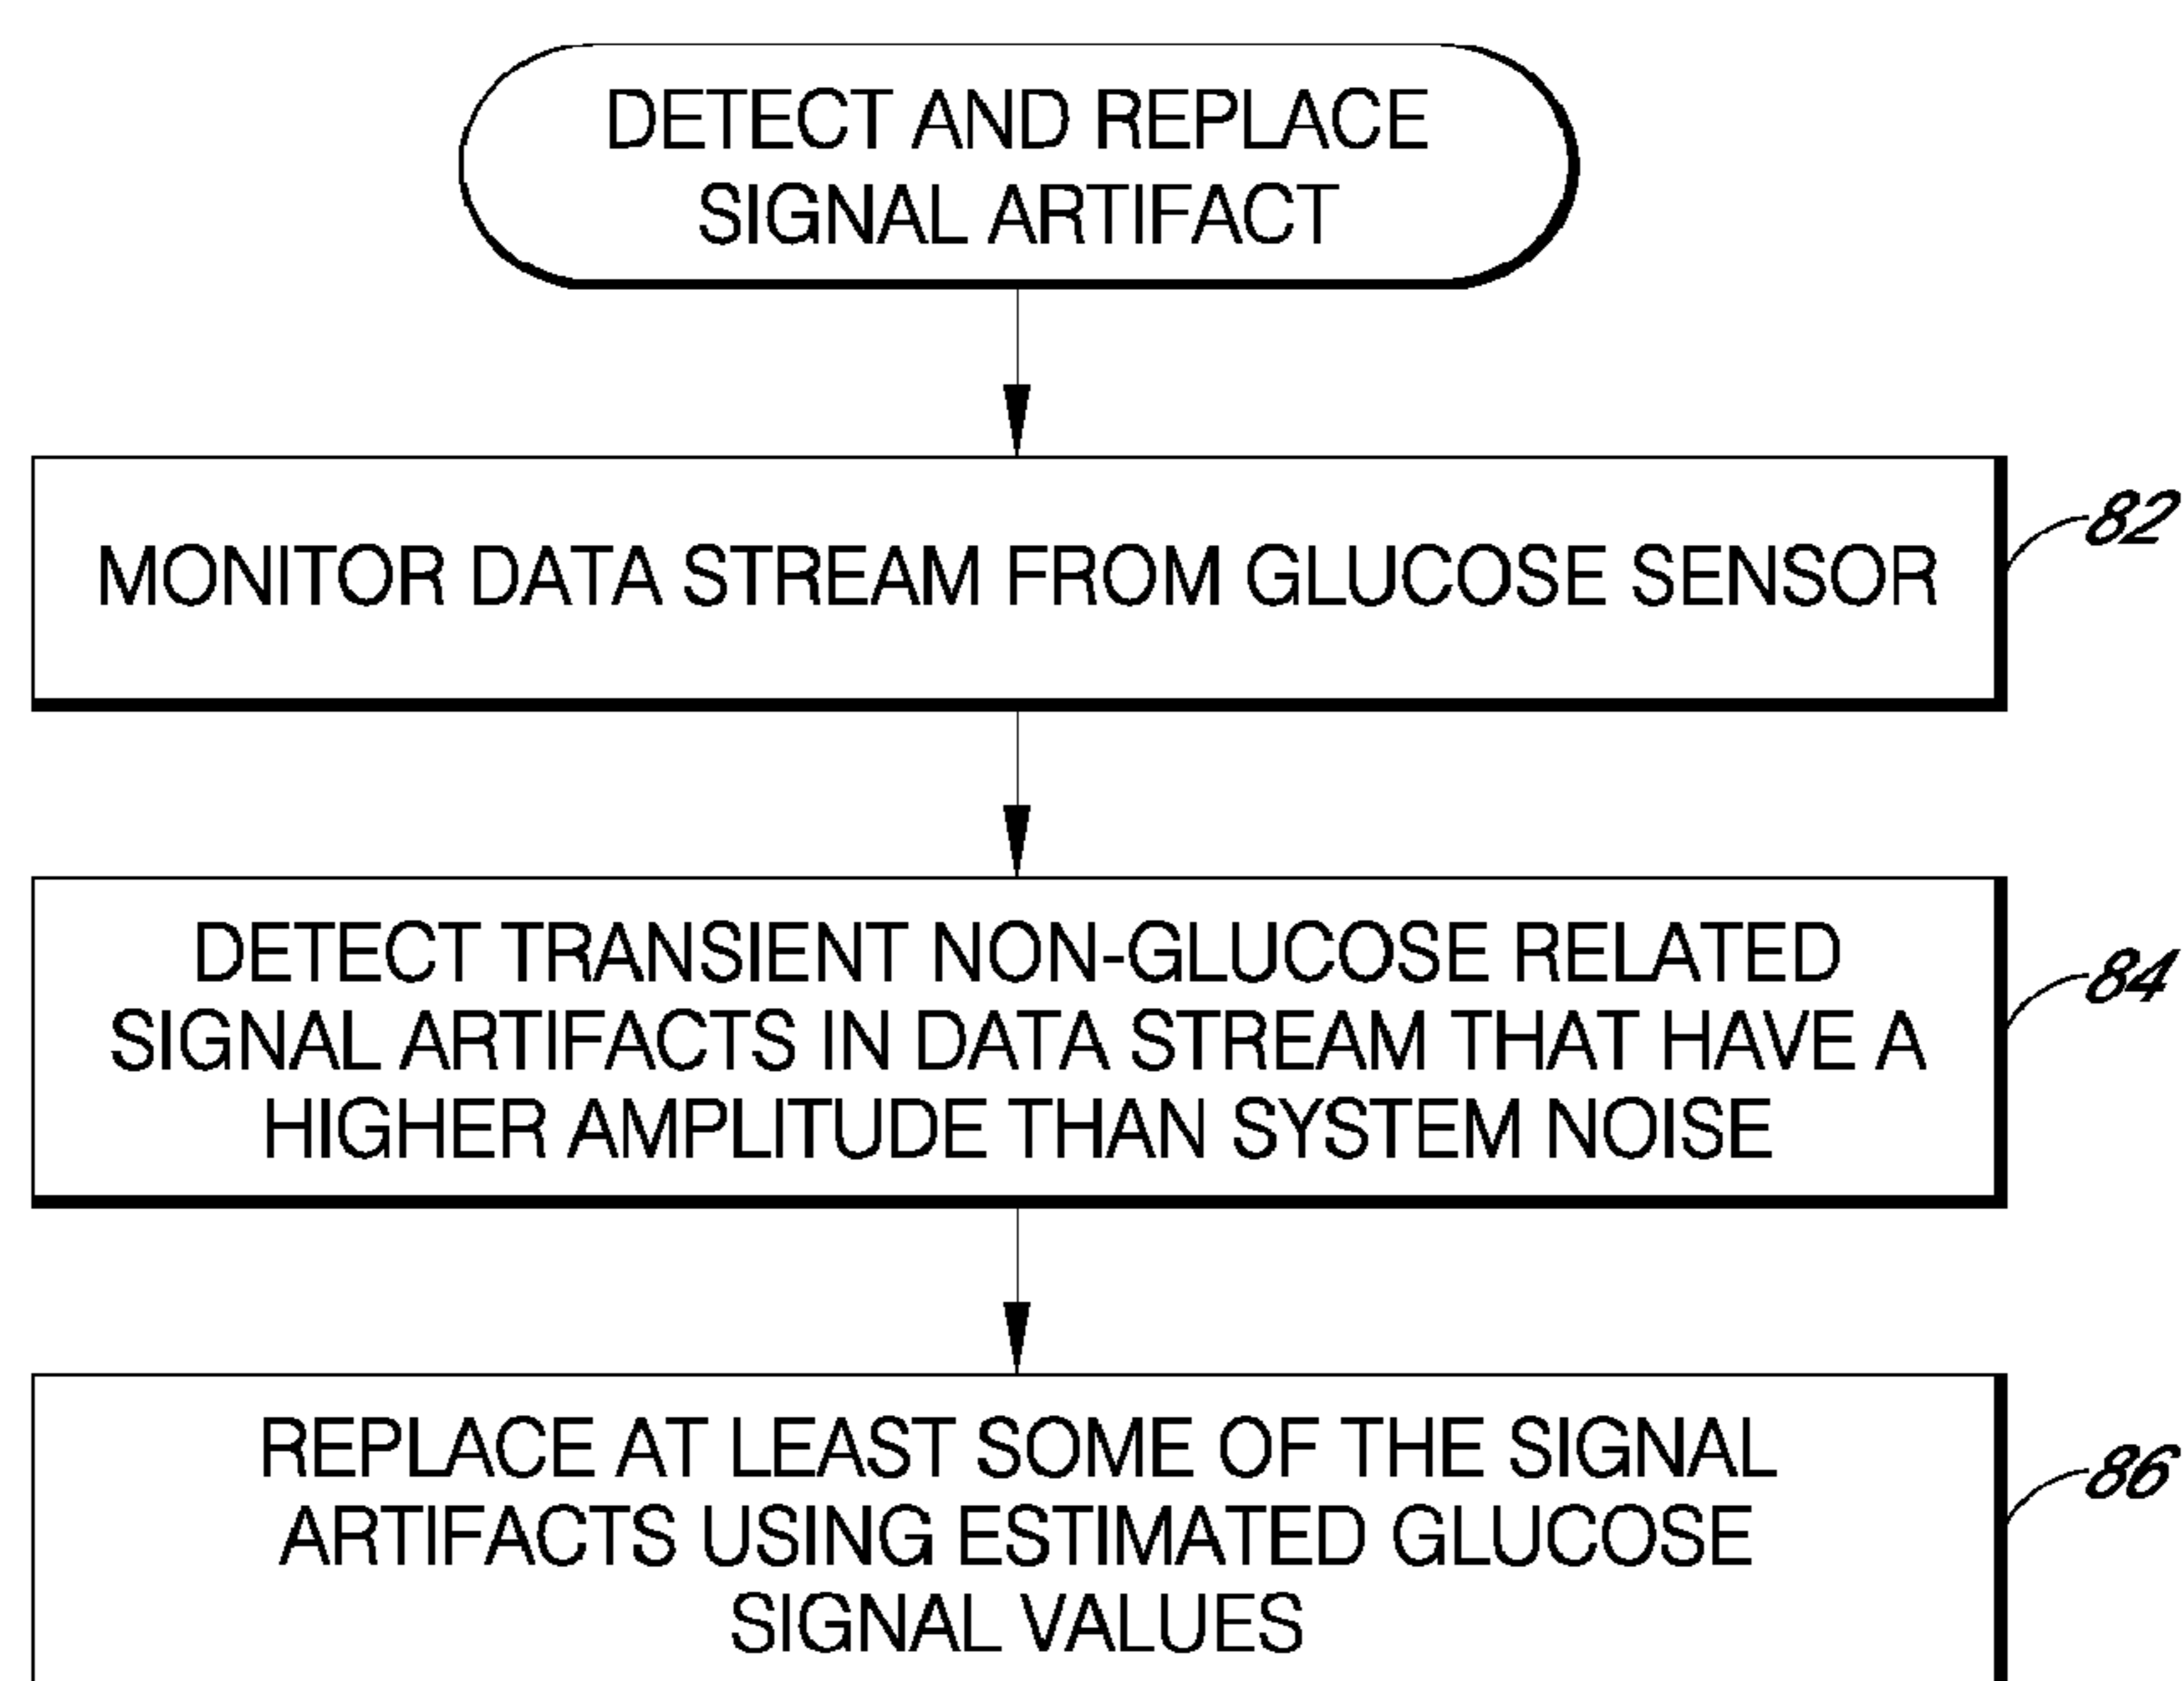 DETECT AND REPLACE
SIGNAL ARTIFACT
MONITOR DATA STREAM FROM GLUCOSE SENSOR
82
DETECT TRANSIENT NON-GLUCOSE RELATED
SIGNAL ARTIFACTS IN DATA STREAM THAT HAVE A
HIGHER AMPLITUDE THAN SYSTEM NOISE
84
REPLACE AT LEAST SOME OF THE SIGNAL
ARTIFACTS USING ESTIMATED GLUCOSE
SIGNAL VALUES
86